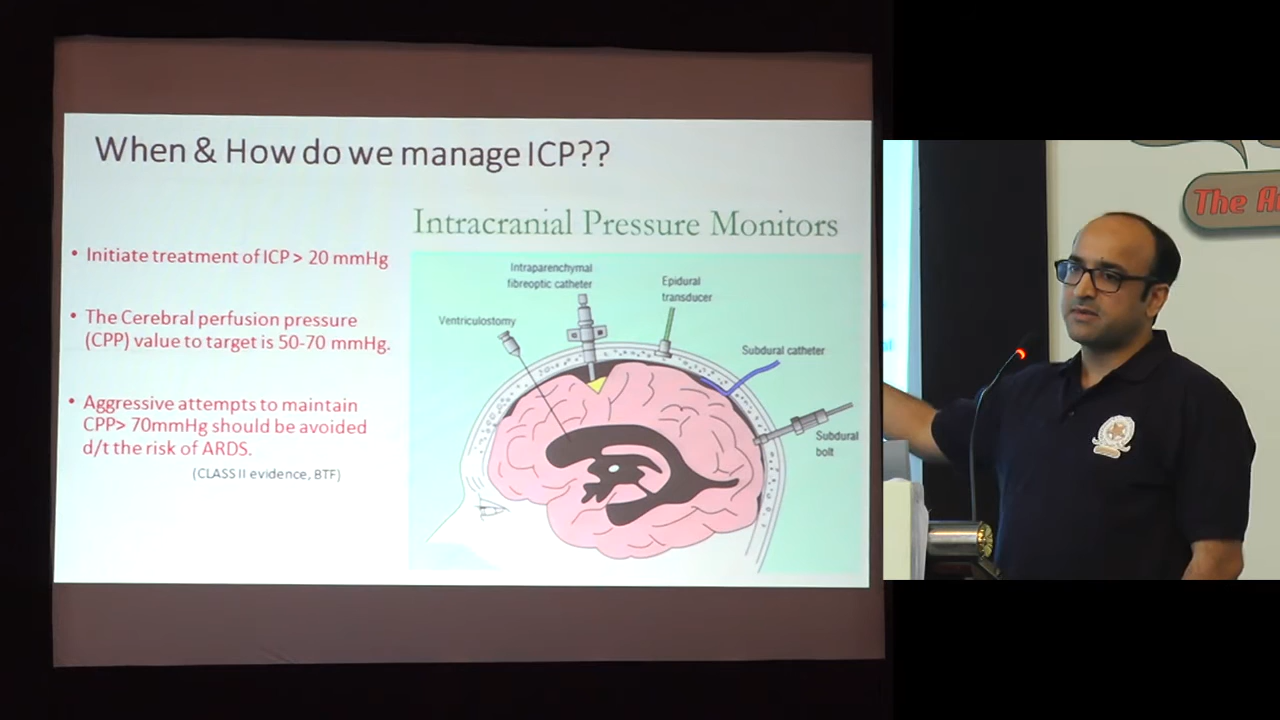 When & How do we manage ICP??
• Initiate treatment of ICP > 20 mmHg
• The Cerebral perfusion pressure
(CPP) value to target is 50-70 mmHg.
• Aggressive attempts to maintain
CPP> 70mmHg should be avoided
d/t the risk of ARDS.
(CLASS II evidence, BTF)
Intracranial Pressure Monitors
Intraparenchymal
fibreoptic catheter
Epidural
transducer
Ventriculostomy
Subdural catheter
Subdural
bolt
The